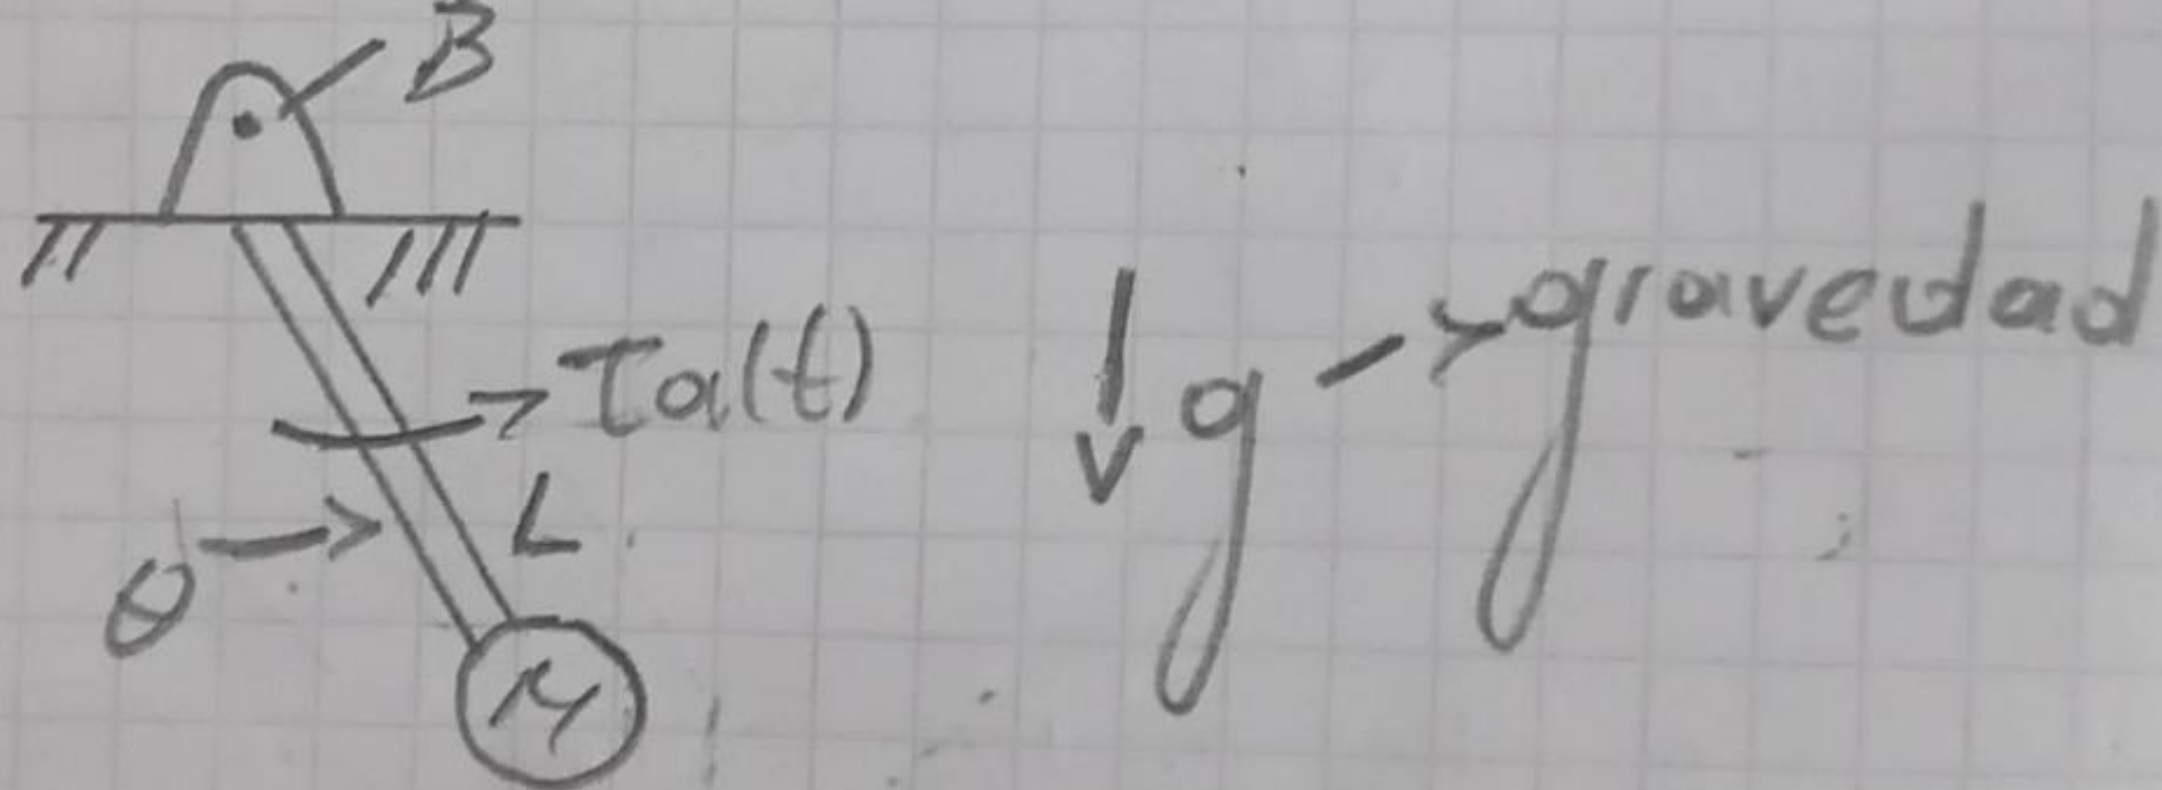 B
τa(t)
g → gravedad
θ →
L
M